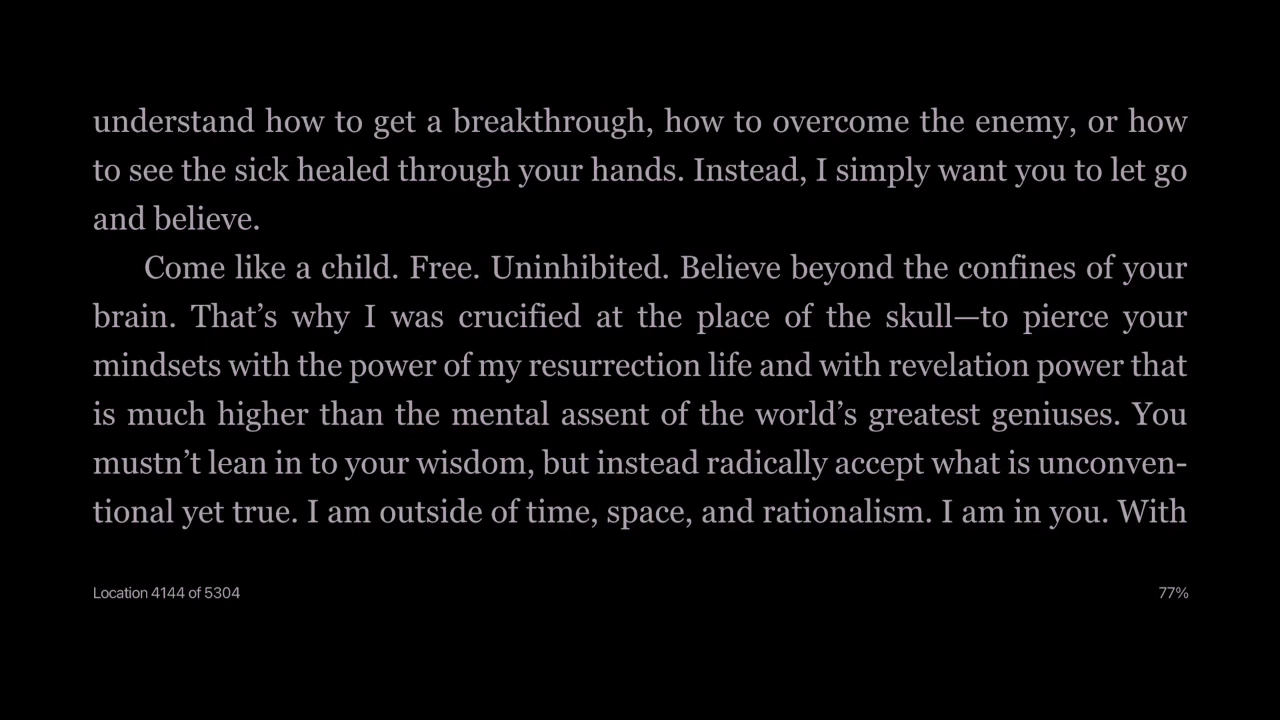 understand how to get a breakthrough, how to overcome the enemy, or how
to see the sick healed through your hands. Instead, I simply want you to let go
and believe.
Come like a child. Free. Uninhibited. Believe beyond the confines of your
brain. That’s why I was crucified at the place of the skull—to pierce your
mindsets with the power of my resurrection life and with revelation power that
is much higher than the mental assent of the world’s greatest geniuses. You
mustn’t lean in to your wisdom, but instead radically accept what is unconven-
tional yet true. I am outside of time, space, and rationalism. I am in you. With
Location 4144 of 5304
77%